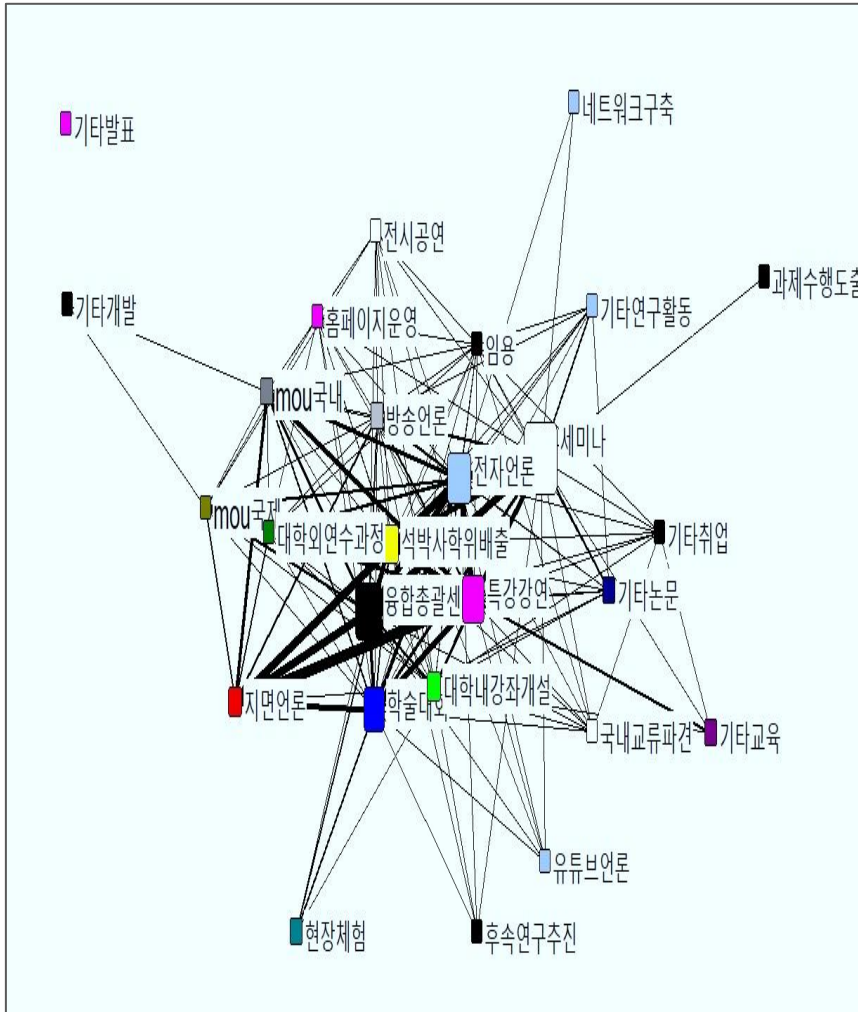 네트워크구축
기타발표
전시공연
과제수행도출
기타개발
홈페이지운영
기타연구활동
임용
mou국내
방송언론
세미나
전자언론
mou국제
대학외연수과정
석박사학위배출
기타취업
융합총괄센
특강강연
기타논문
지면언론
학술대회
대학내강좌개설
국내교류파견
기타교육
유튜브언론
현장체험
후속연구추진